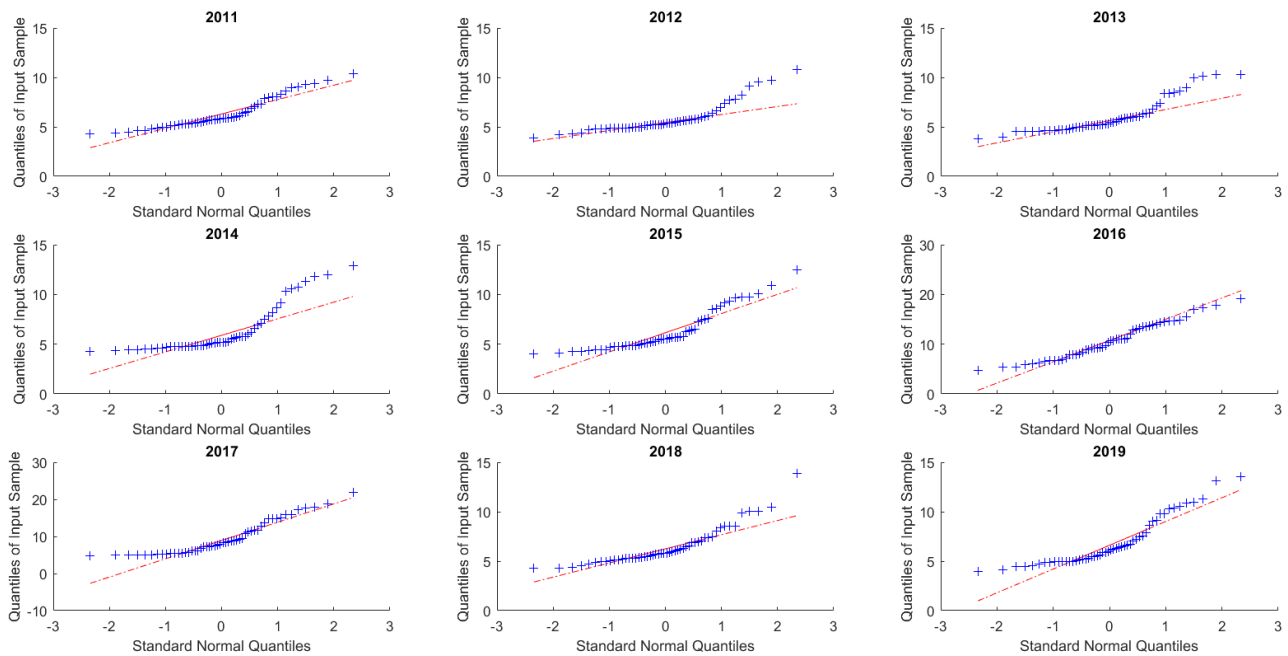 2011
Quantiles of Input Sample
15
10
5
0
-3 -2 -1 0 1 2 3
Standard Normal Quantiles
2012
Quantiles of Input Sample
15
10
5
0
-3 -2 -1 0 1 2 3
Standard Normal Quantiles
2013
Quantiles of Input Sample
15
10
5
0
-3 -2 -1 0 1 2 3
Standard Normal Quantiles
2014
Quantiles of Input Sample
15
10
5
0
-3 -2 -1 0 1 2 3
Standard Normal Quantiles
2015
Quantiles of Input Sample
15
10
5
0
-3 -2 -1 0 1 2 3
Standard Normal Quantiles
2016
Quantiles of Input Sample
30
20
10
0
-3 -2 -1 0 1 2 3
Standard Normal Quantiles
2017
Quantiles of Input Sample
30
20
10
0
-10
-3 -2 -1 0 1 2 3
Standard Normal Quantiles
2018
Quantiles of Input Sample
15
10
5
0
-3 -2 -1 0 1 2 3
Standard Normal Quantiles
2019
Quantiles of Input Sample
15
10
5
0
-3 -2 -1 0 1 2 3
Standard Normal Quantiles